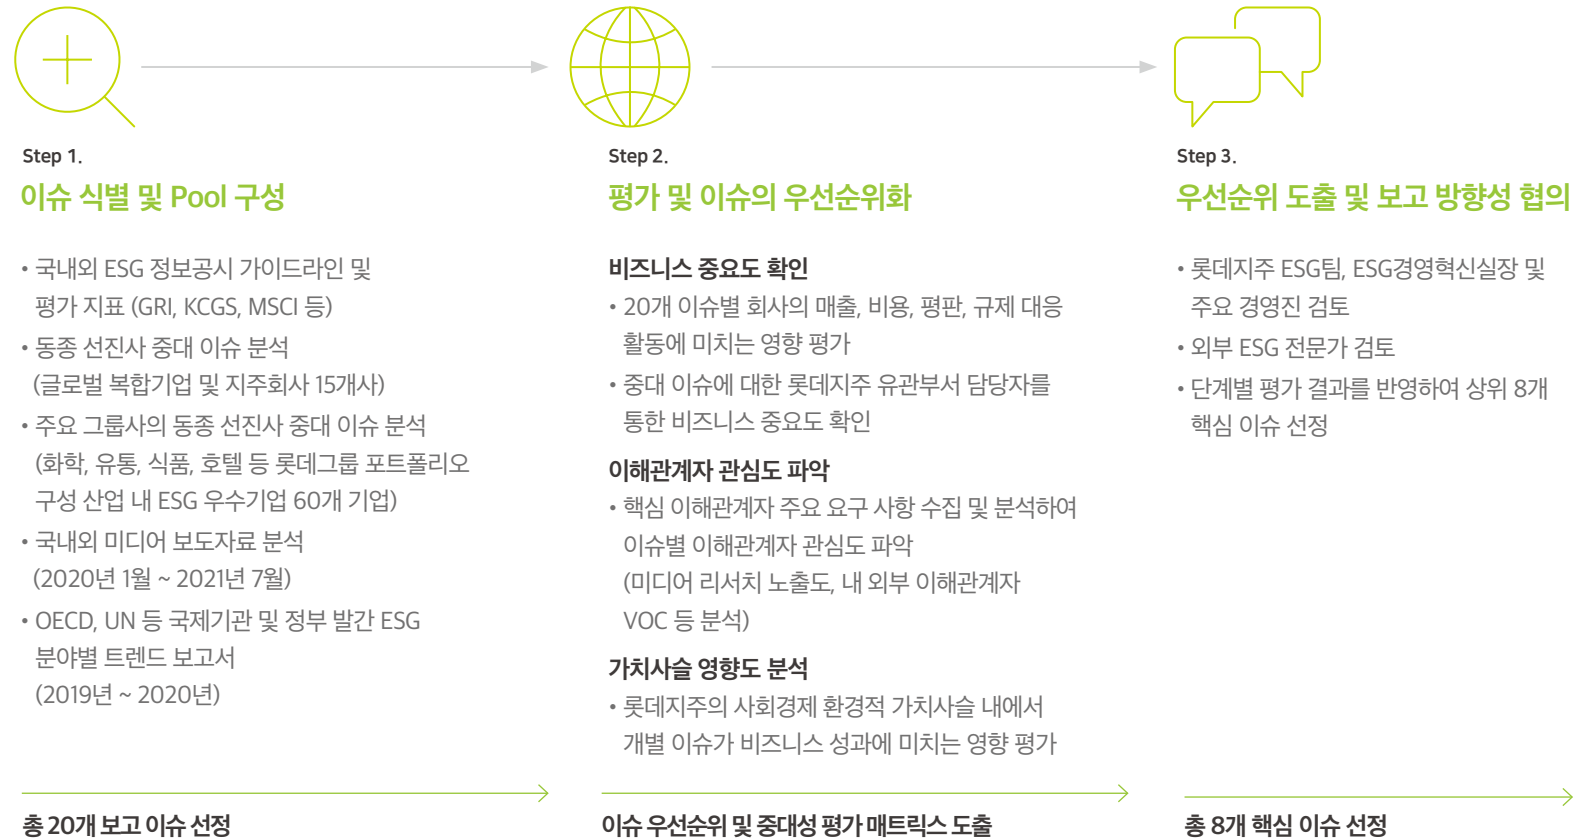 Step 1.
이슈 식별 및 Pool 구성
• 국내외 ESG 정보공시 가이드라인 및
평가 지표 (GRI, KCGS, MSCI 등)
• 동종 선진사 중대 이슈 분석
(글로벌 복합기업 및 지주회사 15개사)
• 주요 그룹사의 동종 선진사 중대 이슈 분석
(화학, 유통, 식품, 호텔 등 롯데그룹 포트폴리오
구성 산업 내 ESG 우수기업 60개 기업)
• 국내외 미디어 보도자료 분석
(2020년 1월 ~ 2021년 7월)
• OECD, UN 등 국제기관 및 정부 발간 ESG
분야별 트렌드 보고서
(2019년 ~ 2020년)
총 20개 보고 이슈 선정
Step 2.
평가 및 이슈의 우선순위화
비즈니스 중요도 확인
• 20개 이슈별 회사의 매출, 비용, 평판, 규제 대응
활동에 미치는 영향 평가
• 중대 이슈에 대한 롯데지주 유관부서 담당자를
통한 비즈니스 중요도 확인
이해관계자 관심도 파악
• 핵심 이해관계자 주요 요구 사항 수집 및 분석하여
이슈별 이해관계자 관심도 파악
(미디어 리서치 노출도, 내 외부 이해관계자
VOC 등 분석)
가치사슬 영향도 분석
• 롯데지주의 사회경제 환경적 가치사슬 내에서
개별 이슈가 비즈니스 성과에 미치는 영향 평가
이슈 우선순위 및 중대성 평가 매트릭스 도출
Step 3.
우선순위 도출 및 보고 방향성 협의
• 롯데지주 ESG팀, ESG경영혁신실장 및
주요 경영진 검토
• 외부 ESG 전문가 검토
• 단계별 평가 결과를 반영하여 상위 8개
핵심 이슈 선정
총 8개 핵심 이슈 선정